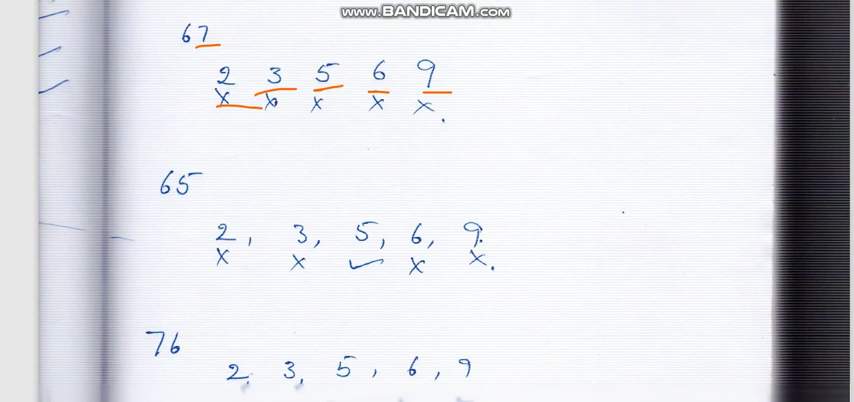 www.BANDICAM.com
67
2 3 5 6 9
x x x x x.
65
2, 3, 5, 6, 9.
x x ✓ x x.
76
2, 3, 5, 6, 9